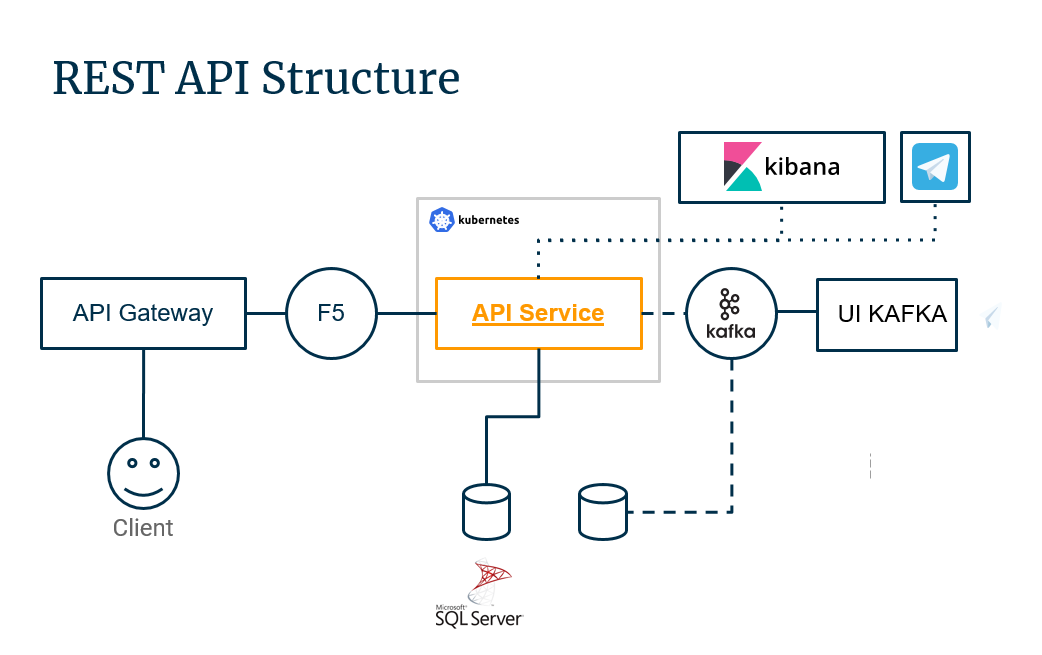 REST API Structure
kibana
kubernetes
API Gateway
F5
API Service
kafka
UI KAFKA
Client
Microsoft®
SQL Server